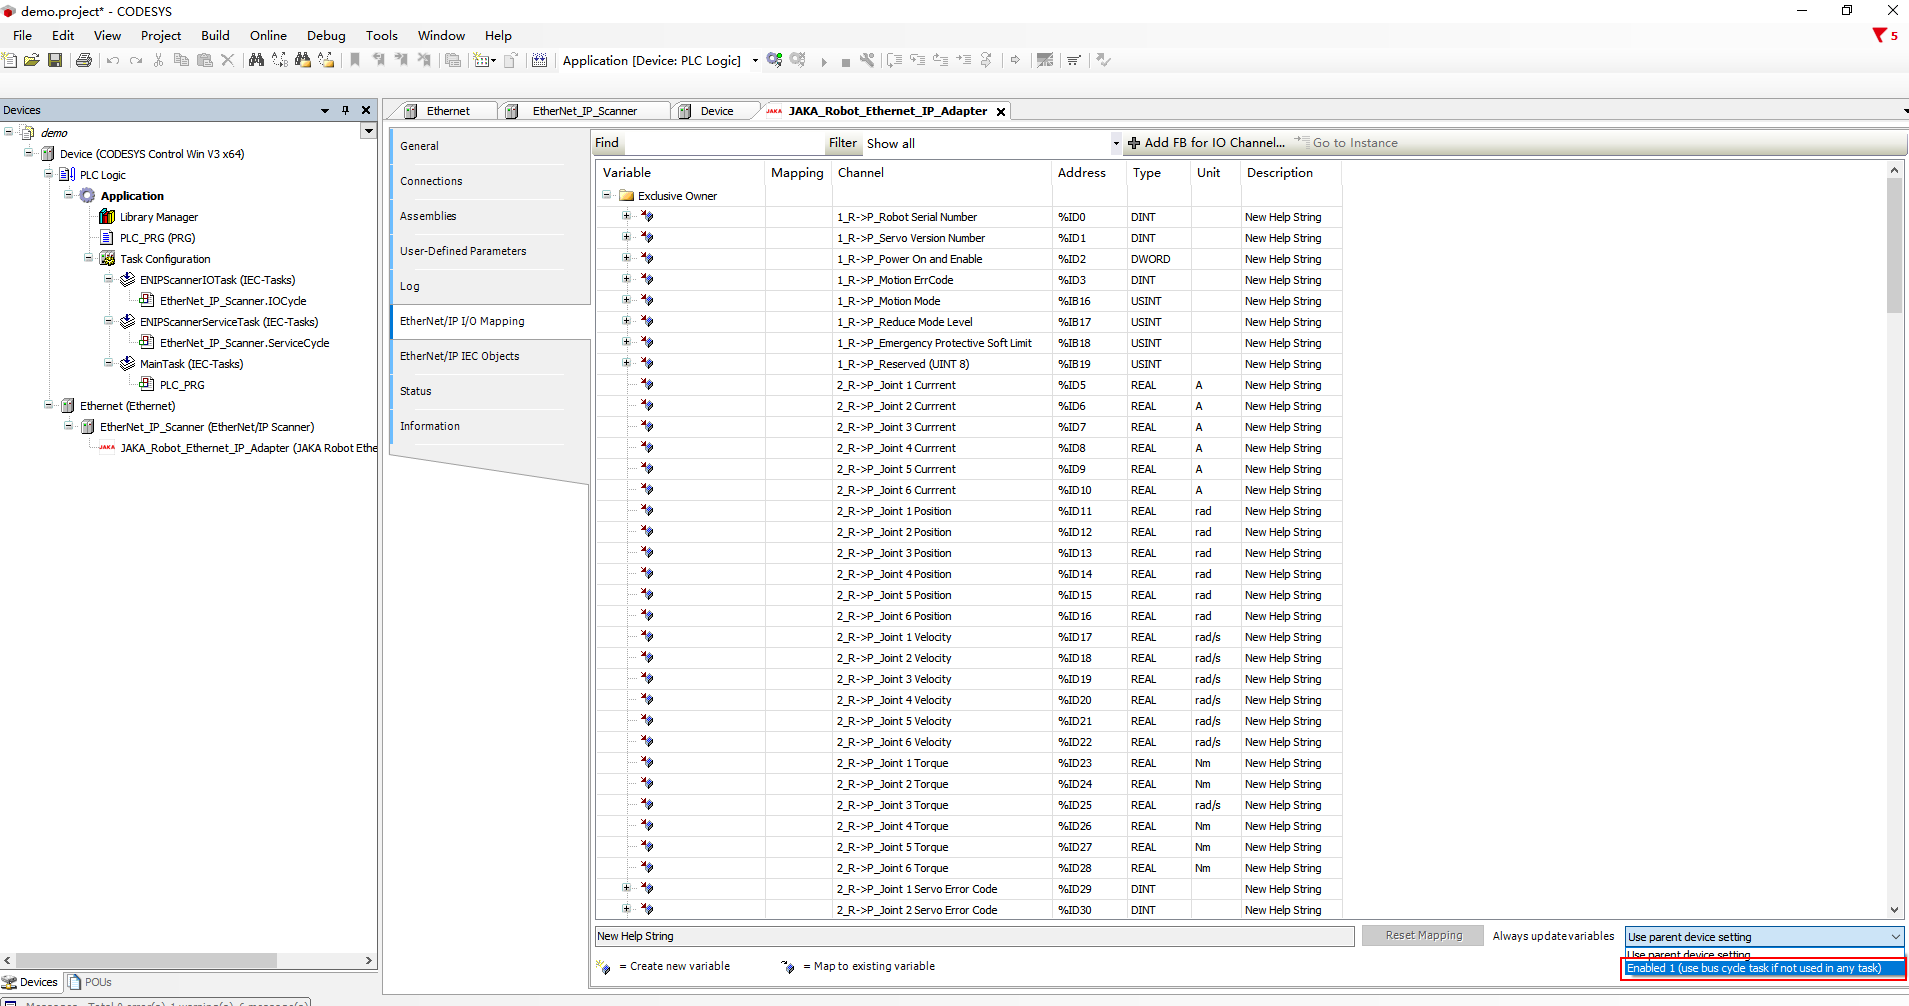 demo.project* - CODESYS
File Edit View Project Build Online Debug Tools Window Help
5
Application [Device: PLC Logic]
Devices
demo
Device (CODESYS Control Win V3 x64)
PLC Logic
Application
Library Manager
PLC_PRG (PRG)
Task Configuration
ENIPScannerIOTask (IEC-Tasks)
EtherNet_IP_Scanner.IOCycle
ENIPScannerServiceTask (IEC-Tasks)
EtherNet_IP_Scanner.ServiceCycle
MainTask (IEC-Tasks)
PLC_PRG
Ethernet (Ethernet)
EtherNet_IP_Scanner (EtherNet/IP Scanner)
JAKA JAKA_Robot_Ethernet_IP_Adapter (JAKA Robot Ethe
Devices POUs
Ethernet EtherNet_IP_Scanner Device JAKA JAKA_Robot_Ethernet_IP_Adapter
General
Connections
Assemblies
User-Defined Parameters
Log
EtherNet/IP I/O Mapping
EtherNet/IP IEC Objects
Status
Information
Find Filter Show all Add FB for IO Channel... Go to Instance
Variable Mapping Channel Address Type Unit Description
Exclusive Owner
1_R->P_Robot Serial Number %ID0 DINT New Help String
1_R->P_Servo Version Number %ID1 DINT New Help String
1_R->P_Power On and Enable %ID2 DWORD New Help String
1_R->P_Motion ErrCode %ID3 DINT New Help String
1_R->P_Motion Mode %IB16 USINT New Help String
1_R->P_Reduce Mode Level %IB17 USINT New Help String
1_R->P_Emergency Protective Soft Limit %IB18 USINT New Help String
1_R->P_Reserved (UINT 8) %IB19 USINT New Help String
2_R->P_Joint 1 Currrent %ID5 REAL A New Help String
2_R->P_Joint 2 Currrent %ID6 REAL A New Help String
2_R->P_Joint 3 Currrent %ID7 REAL A New Help String
2_R->P_Joint 4 Currrent %ID8 REAL A New Help String
2_R->P_Joint 5 Currrent %ID9 REAL A New Help String
2_R->P_Joint 6 Currrent %ID10 REAL A New Help String
2_R->P_Joint 1 Position %ID11 REAL rad New Help String
2_R->P_Joint 2 Position %ID12 REAL rad New Help String
2_R->P_Joint 3 Position %ID13 REAL rad New Help String
2_R->P_Joint 4 Position %ID14 REAL rad New Help String
2_R->P_Joint 5 Position %ID15 REAL rad New Help String
2_R->P_Joint 6 Position %ID16 REAL rad New Help String
2_R->P_Joint 1 Velocity %ID17 REAL rad/s New Help String
2_R->P_Joint 2 Velocity %ID18 REAL rad/s New Help String
2_R->P_Joint 3 Velocity %ID19 REAL rad/s New Help String
2_R->P_Joint 4 Velocity %ID20 REAL rad/s New Help String
2_R->P_Joint 5 Velocity %ID21 REAL rad/s New Help String
2_R->P_Joint 6 Velocity %ID22 REAL rad/s New Help String
2_R->P_Joint 1 Torque %ID23 REAL Nm New Help String
2_R->P_Joint 2 Torque %ID24 REAL Nm New Help String
2_R->P_Joint 3 Torque %ID25 REAL rad/s New Help String
2_R->P_Joint 4 Torque %ID26 REAL Nm New Help String
2_R->P_Joint 5 Torque %ID27 REAL Nm New Help String
2_R->P_Joint 6 Torque %ID28 REAL Nm New Help String
2_R->P_Joint 1 Servo Error Code %ID29 DINT New Help String
2_R->P_Joint 2 Servo Error Code %ID30 DINT New Help String
New Help String Reset Mapping Always update variables Use parent device setting
Use parent device setting
= Create new variable = Map to existing variable Enabled 1 (use bus cycle task if not used in any task)